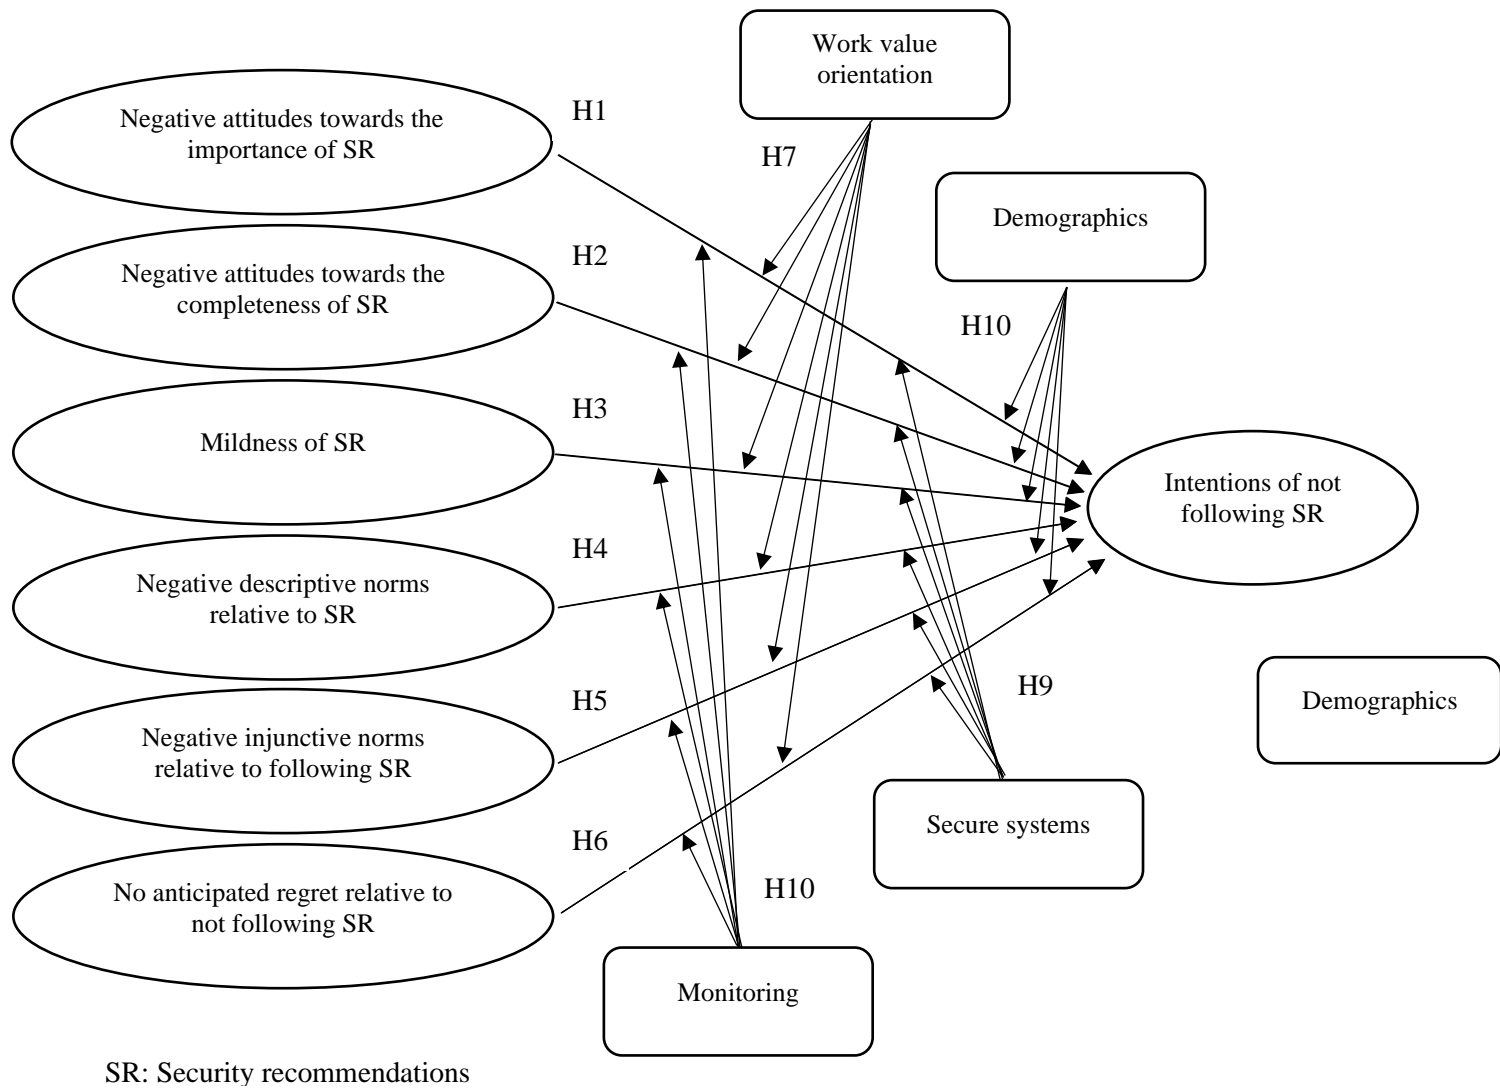 Work value
orientation
Negative attitudes towards the
importance of SR
H1
H7
Demographics
Negative attitudes towards the
completeness of SR
H2
H10
Mildness of SR
H3
Intentions of not
following SR
Negative descriptive norms
relative to SR
H4
Negative injunctive norms
relative to following SR
H5
H9
Demographics
Secure systems
No anticipated regret relative to
not following SR
H6
H10
Monitoring
SR: Security recommendations